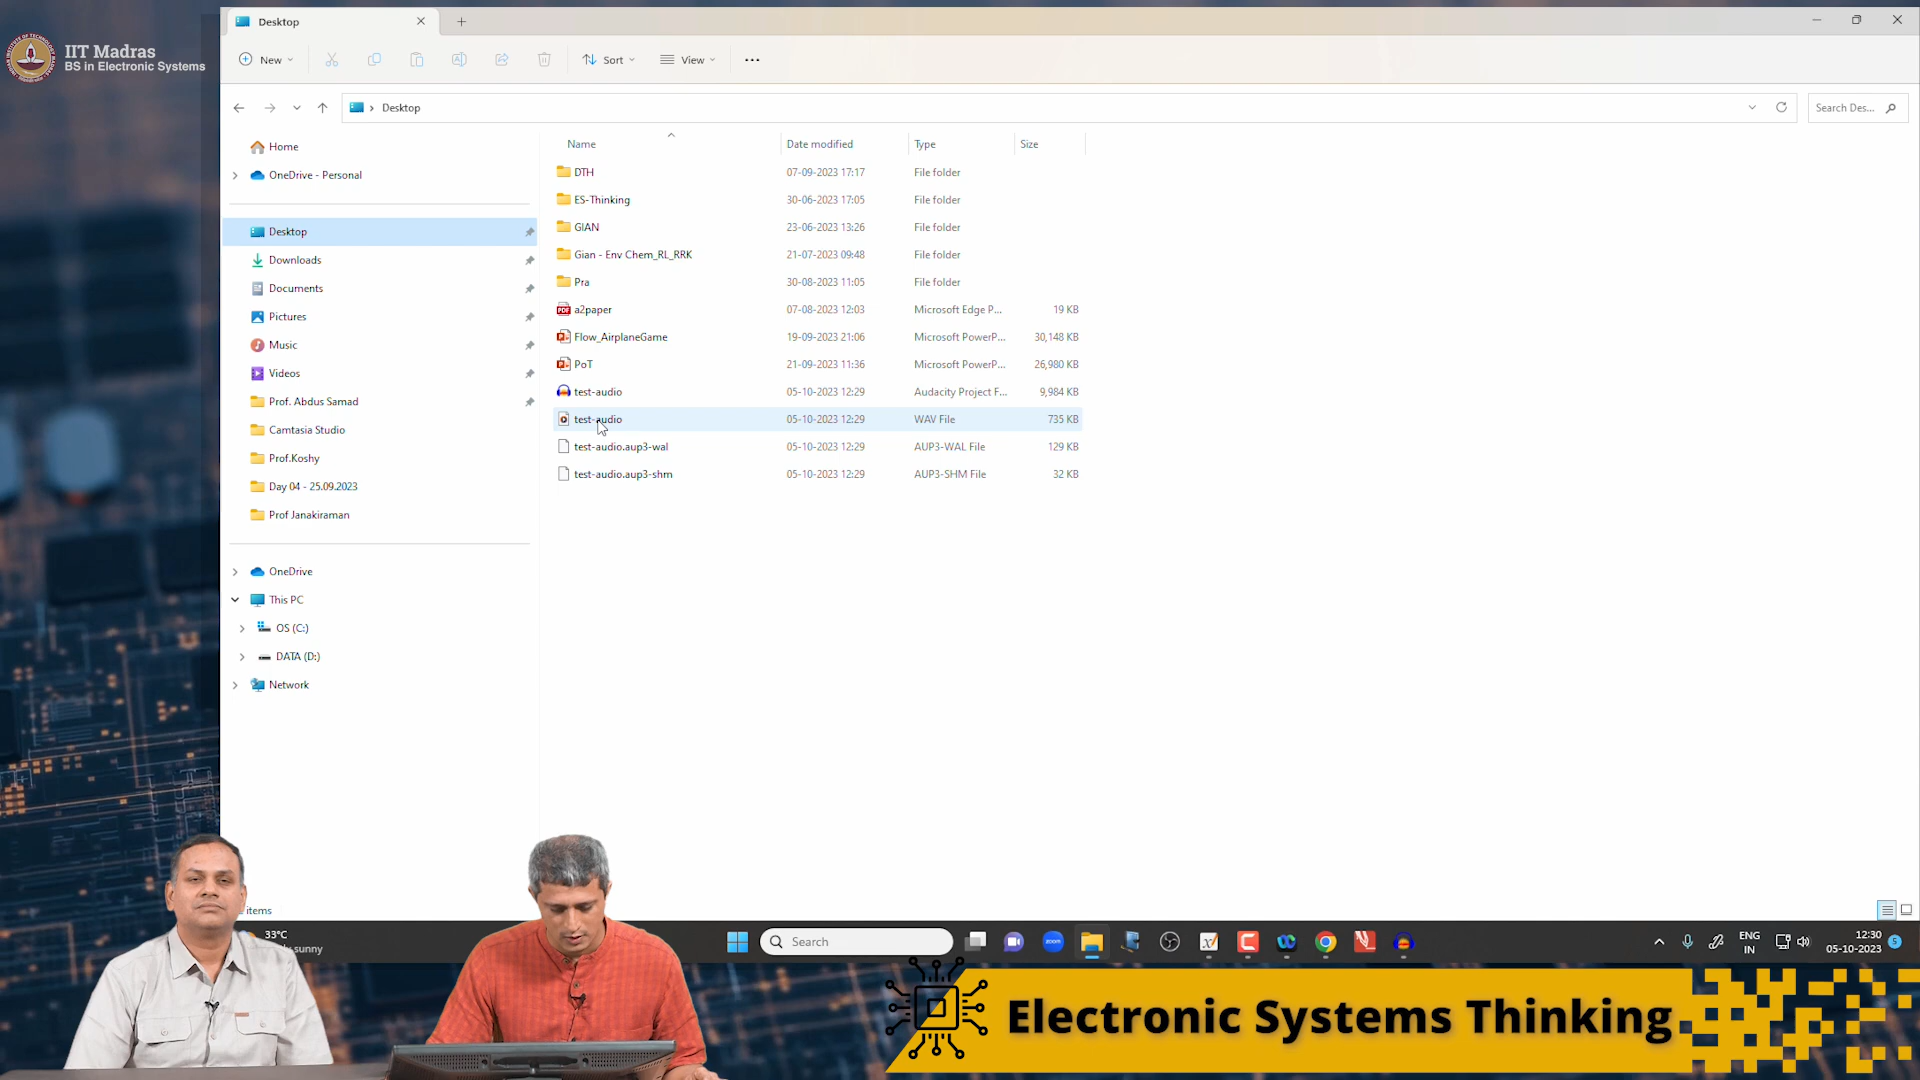 Desktop
IIT Madras
BS in Electronic Systems
New
Sort
View
Desktop
Search Des...
Home
OneDrive - Personal
Desktop
Downloads
Documents
Pictures
Music
Videos
Prof. Abdus Samad
Camtasia Studio
Prof.Koshy
Day 04 - 25.09.2023
Prof Janakiraman
OneDrive
This PC
OS (C:)
DATA (D:)
Network
Name Date modified Type Size
DTH 07-09-2023 17:17 File folder
ES-Thinking 30-06-2023 17:05 File folder
GIAN 23-06-2023 13:26 File folder
Gian - Env Chem_RL_RRK 21-07-2023 09:48 File folder
Pra 30-08-2023 11:05 File folder
PDF a2paper 07-08-2023 12:03 Microsoft Edge P... 19 KB
Flow_AirplaneGame 19-09-2023 21:06 Microsoft PowerP... 30,148 KB
PoT 21-09-2023 11:36 Microsoft PowerP... 26,980 KB
test-audio 05-10-2023 12:29 Audacity Project F... 9,984 KB
test-audio 05-10-2023 12:29 WAV File 735 KB
test-audio.aup3-wal 05-10-2023 12:29 AUP3-WAL File 129 KB
test-audio.aup3-shm 05-10-2023 12:29 AUP3-SHM File 32 KB
items
33°C
sunny
Search
zoom
ENG
IN
12:30
05-10-2023
5
Electronic Systems Thinking